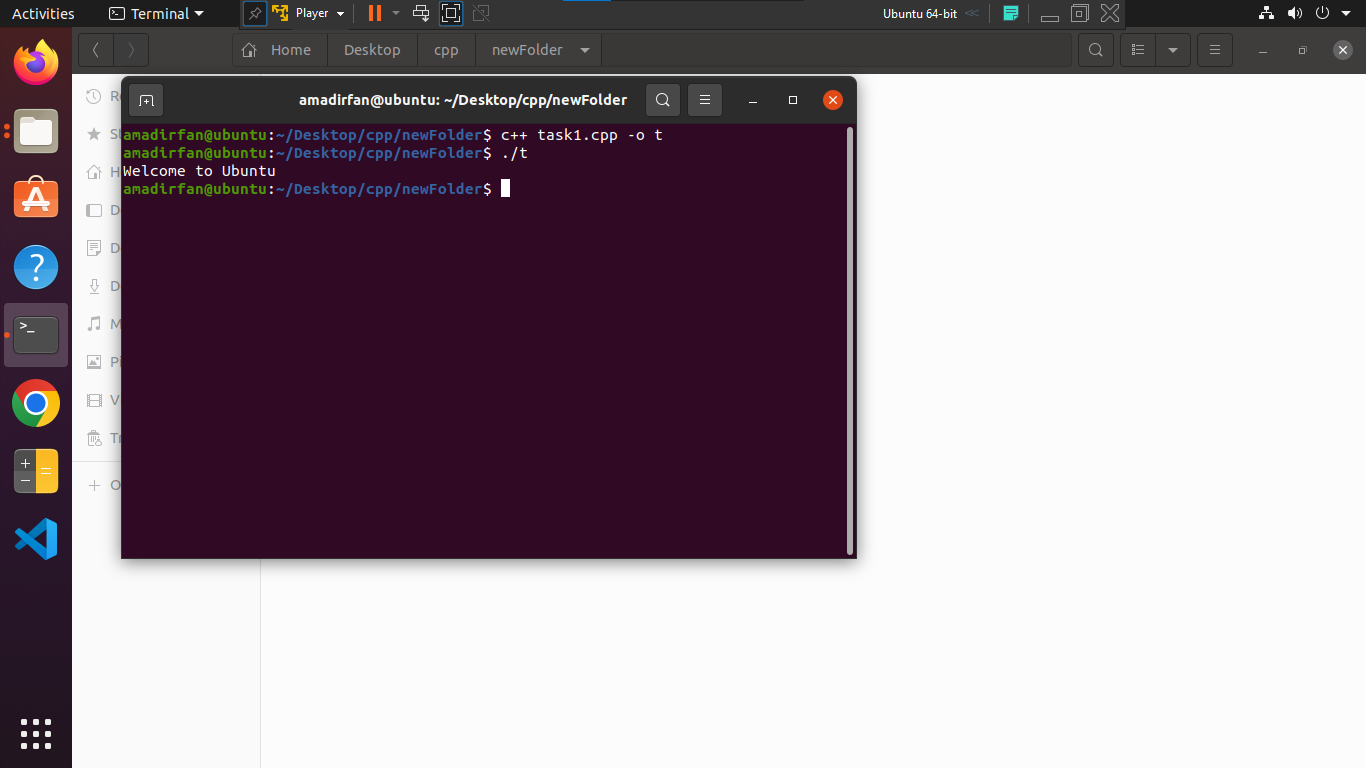 Activities Terminal Player Ubuntu 64-bit
Home Desktop cpp newFolder
amadirfan@ubuntu: ~/Desktop/cpp/newFolder
amadirfan@ubuntu:~/Desktop/cpp/newFolder$ c++ task1.cpp -o t
amadirfan@ubuntu:~/Desktop/cpp/newFolder$ ./t
Welcome to Ubuntu
amadirfan@ubuntu:~/Desktop/cpp/newFolder$